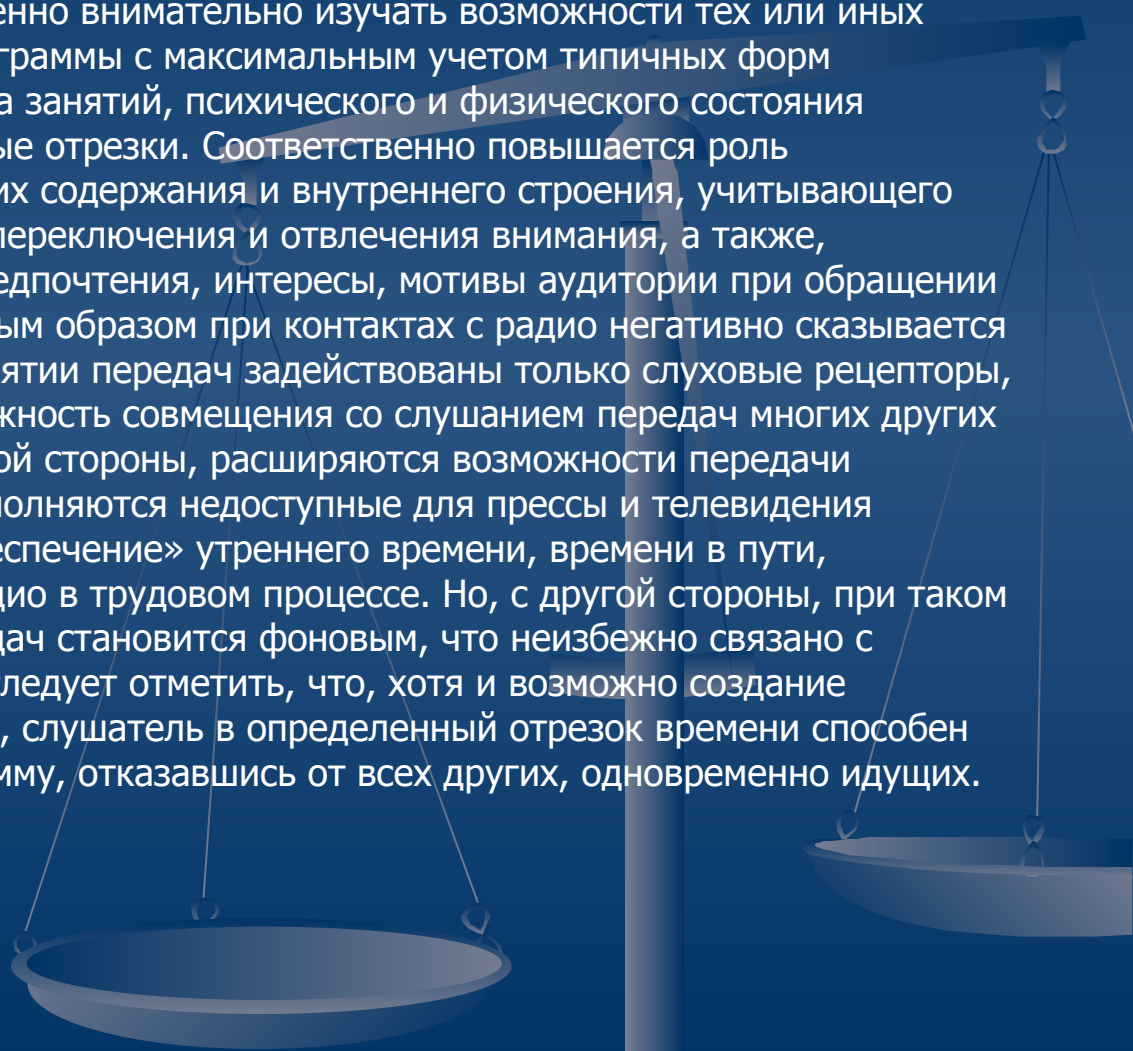 енно внимательно изучать возможности тех или иных
граммы с максимальным учетом типичных форм
а занятий, психического и физического состояния
ые отрезки. Соответственно повышается роль
их содержания и внутреннего строения, учитывающего
переключения и отвлечения внимания, а также,
едпочтения, интересы, мотивы аудитории при обращении
ым образом при контактах с радио негативно сказывается
ятии передач задействованы только слуховые рецепторы,
жность совмещения со слушанием передач многих других
ой стороны, расширяются возможности передачи
олняются недоступные для прессы и телевидения
еспечение» утреннего времени, времени в пути,
дио в трудовом процессе. Но, с другой стороны, при таком
дач становится фоновым, что неизбежно связано с
ледует отметить, что, хотя и возможно создание
, слушатель в определенный отрезок времени способен
мму, отказавшись от всех других, одновременно идущих.